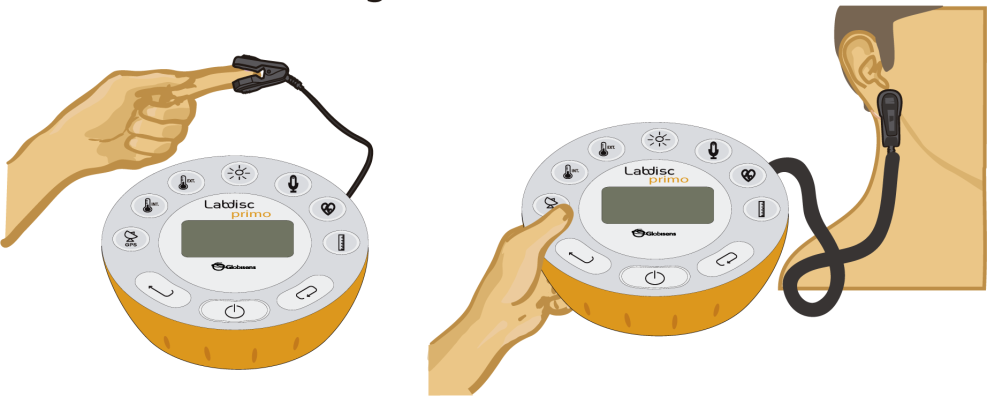 EXT.
INT.
GPS
Labdisc
primo
Globisens
EXT.
INT.
Labdisc
primo
Globisens